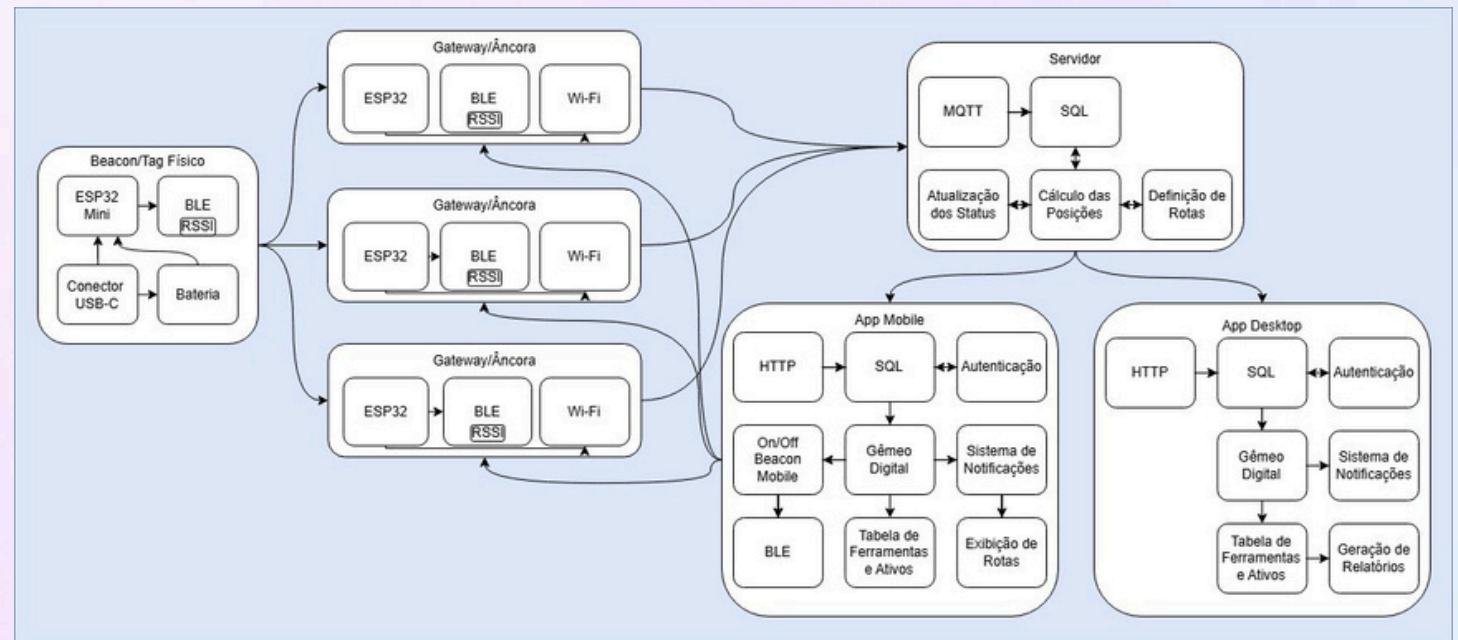 Beacon/Tag Físico
ESP32
Mini
BLE
RSSI
Conector
USB-C
Bateria
Gateway/Âncora
ESP32
BLE
RSSI
Wi-Fi
Gateway/Âncora
ESP32
BLE
RSSI
Wi-Fi
Gateway/Âncora
ESP32
BLE
RSSI
Wi-Fi
Servidor
MQTT
SQL
Atualização
dos Status
Cálculo das
Posições
Definição de
Rotas
App Mobile
HTTP
SQL
Autenticação
On/Off
Beacon
Mobile
Gêmeo
Digital
Sistema de
Notificações
BLE
Tabela de
Ferramentas
e Ativos
Exibição de
Rotas
App Desktop
HTTP
SQL
Autenticação
Gêmeo
Digital
Sistema de
Notificações
Tabela de
Ferramentas
e Ativos
Geração de
Relatórios